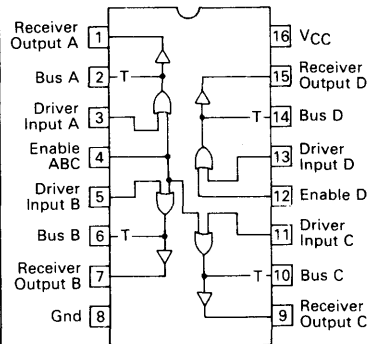 Receiver
Output A
1
Bus A
2
T
Driver
Input A
3
Enable
ABC
4
Driver
Input B
5
Bus B
6
T
Receiver
Output B
7
Gnd
8
16
VCC
15
Receiver
Output D
T
14
Bus D
13
Driver
Input D
12
Enable D
11
Driver
Input C
T
10
Bus C
9
Receiver
Output C